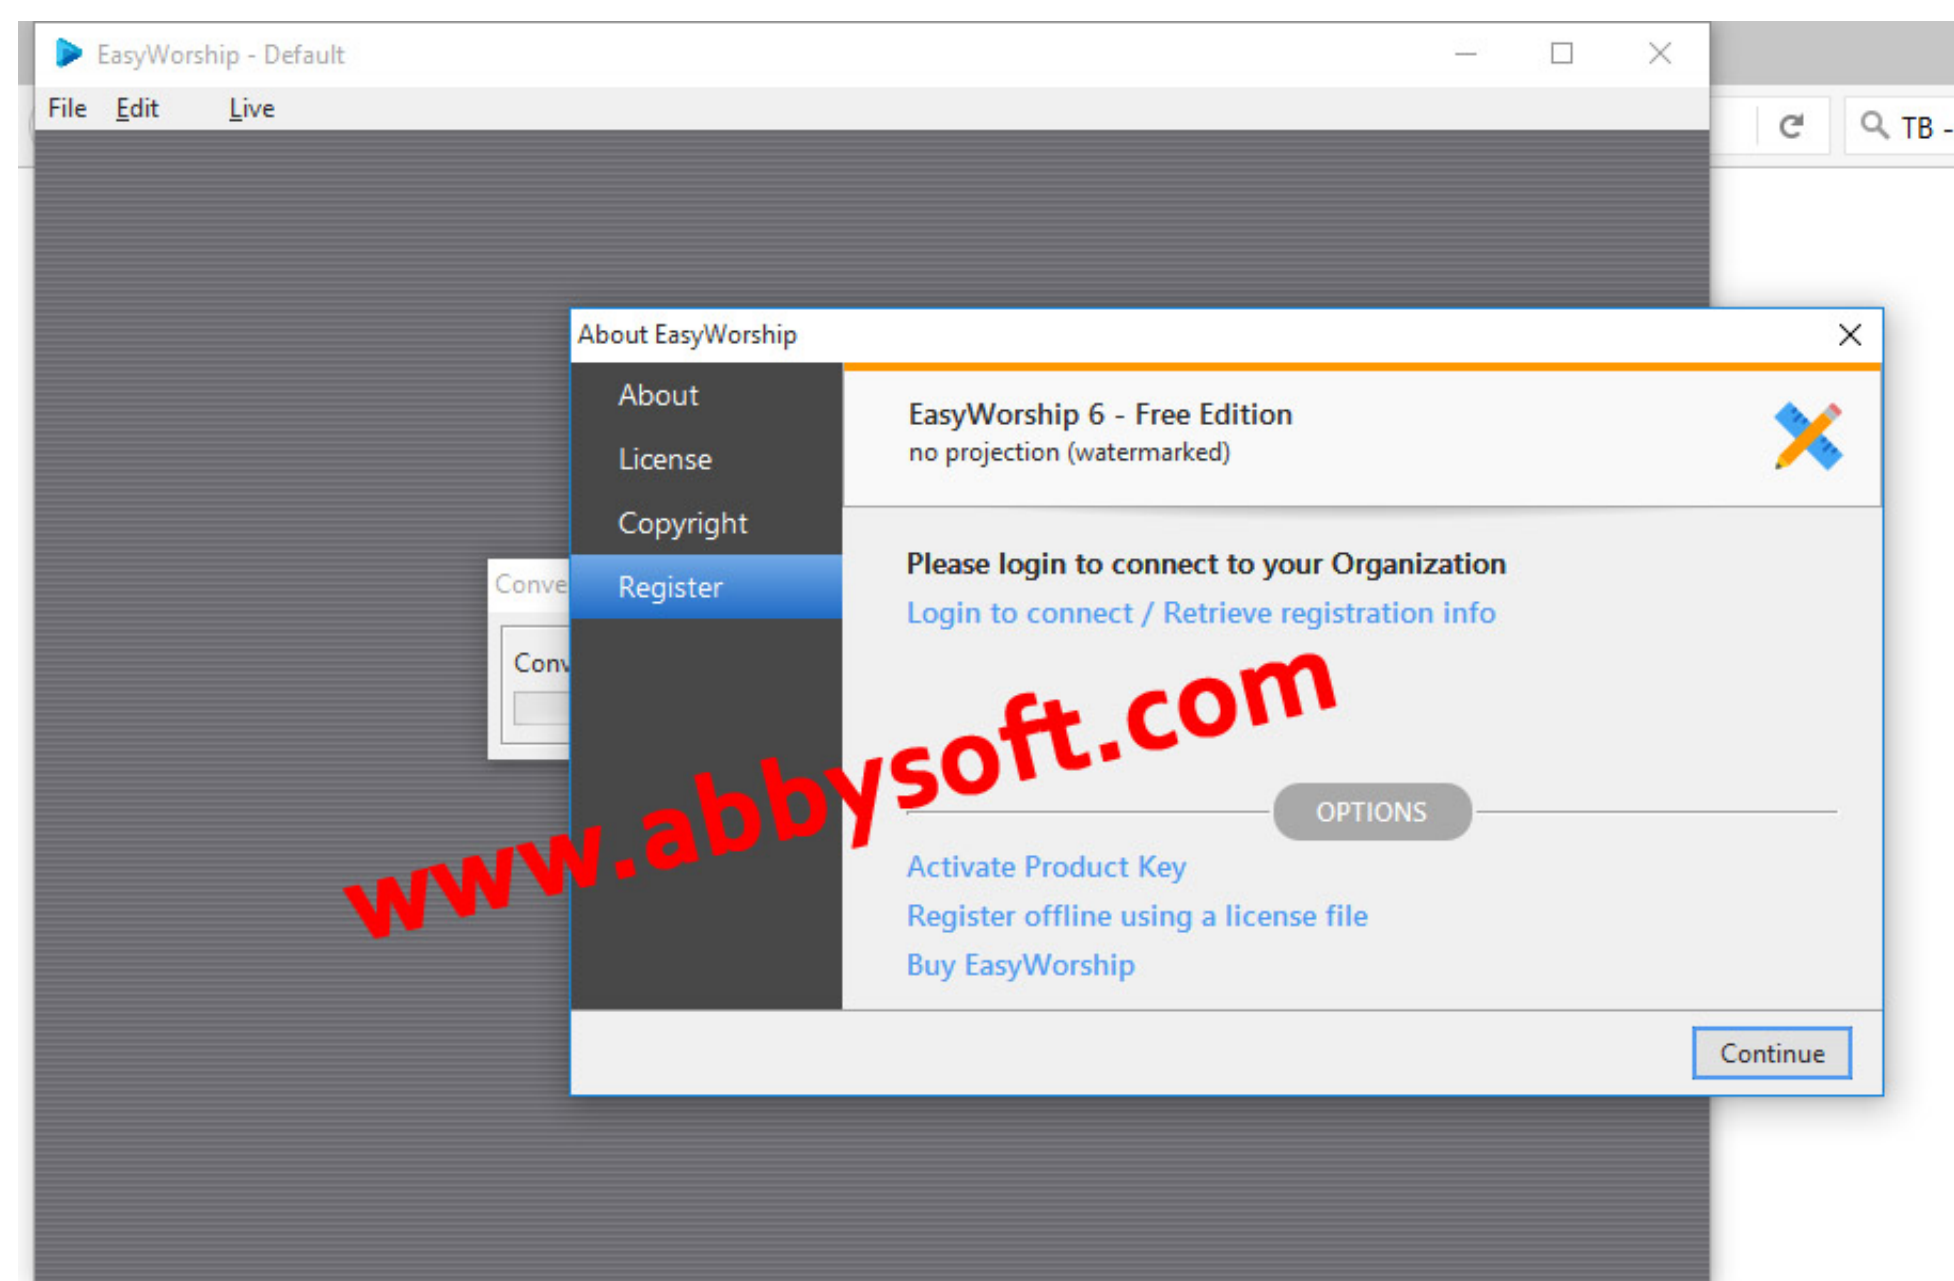 EasyWorship - Default
File Edit Live
TB -
About EasyWorship
About
License
Copyright
Register
EasyWorship 6 - Free Edition
no projection (watermarked)
Please login to connect to your Organization
Login to connect / Retrieve registration info
www.abbysoft.com
OPTIONS
Activate Product Key
Register offline using a license file
Buy EasyWorship
Continue